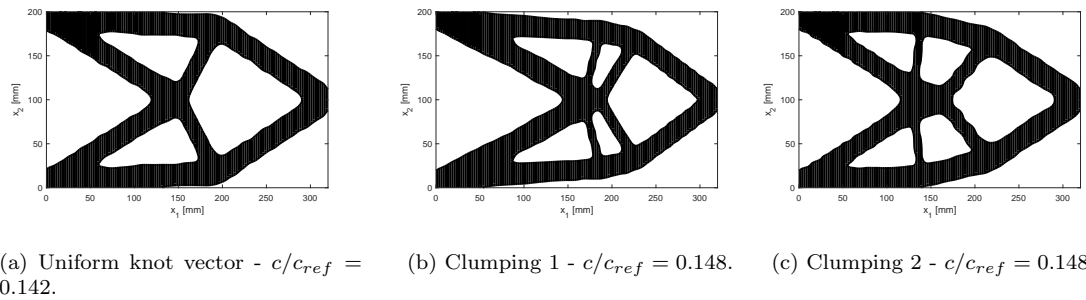 200
150
100
50
0
x2 [mm]
0 50 100 150 200 250 300
x1 [mm]
200
150
100
50
0
x2 [mm]
0 50 100 150 200 250 300
x1 [mm]
200
150
100
50
0
x2 [mm]
0 50 100 150 200 250 300
x1 [mm]
(a) Uniform knot vector - c/cref =
0.142.
(b) Clumping 1 - c/cref = 0.148.
(c) Clumping 2 - c/cref = 0.148